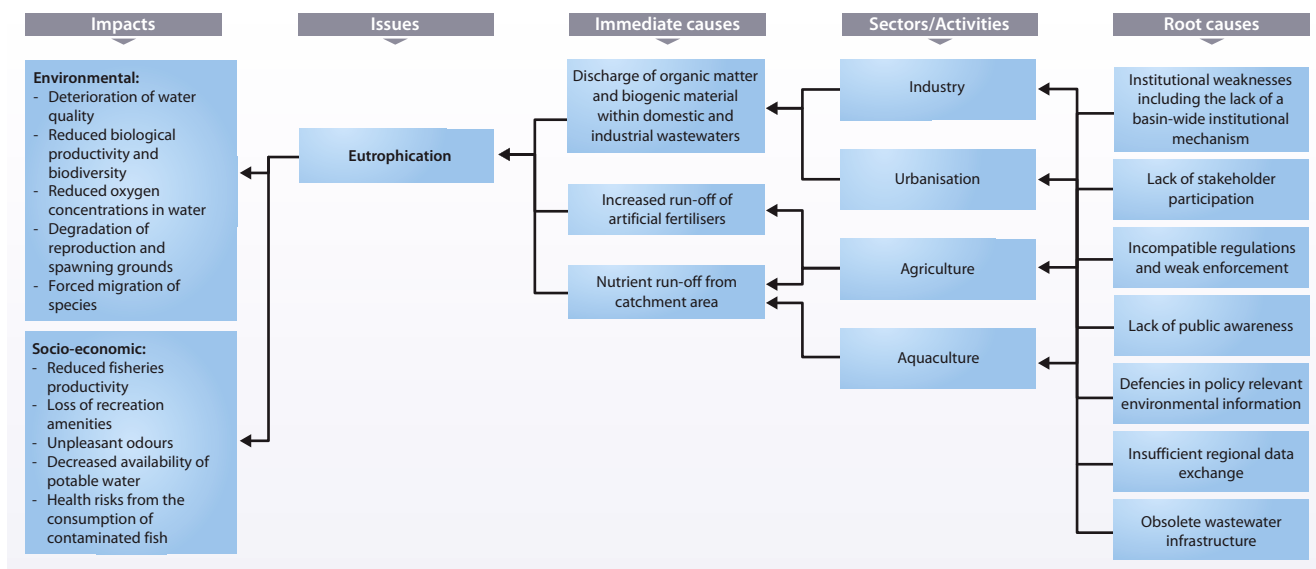 Impacts
Issues
Immediate causes
Sectors/Activities
Root causes
Environmental:
- Deterioration of water
quality
- Reduced biological
productivity and
biodiversity
- Reduced oxygen
concentrations in water
- Degradation of
reproduction and
spawning grounds
- Forced migration of
species
Socio-economic:
- Reduced fisheries
productivity
- Loss of recreation
amenities
- Unpleasant odours
- Decreased availability of
potable water
- Health risks from the
consumption of
contaminated fish
Eutrophication
Discharge of organic matter
and biogenic material
within domestic and
industrial wastewaters
Increased run-off of
artificial fertilisers
Nutrient run-off from
catchment area
Industry
Urbanisation
Agriculture
Aquaculture
Institutional weaknesses
including the lack of a
basin-wide institutional
mechanism
Lack of stakeholder
participation
Incompatible regulations
and weak enforcement
Lack of public awareness
Defencies in policy relevant
environmental information
Insufficient regional data
exchange
Obsolete wastewater
infrastructure